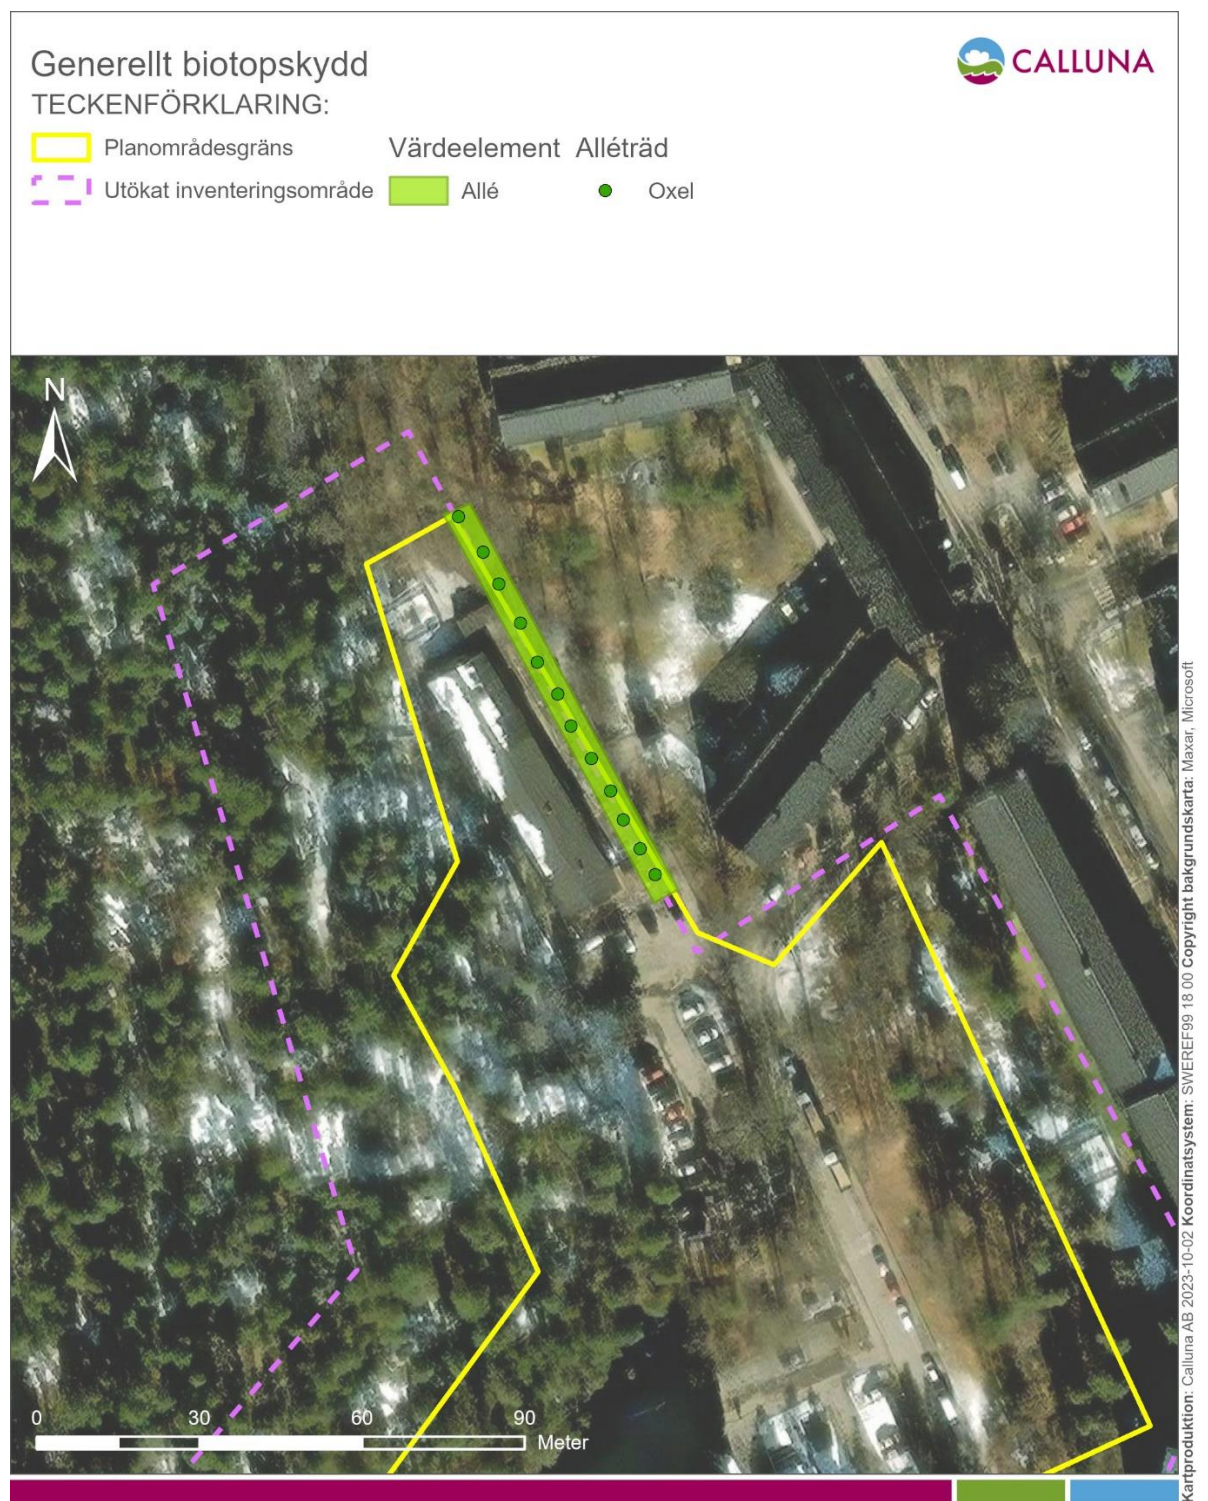 Generellt biotopskydd
CALLUNA
TECKENFÖRKLARING:
Planområdesgräns
Värdeelement Alléträd
Utökat inventeringsområde
Allé
Oxel
N
0 30 60 90
Meter
Kartproduktion: Calluna AB 2023-10-02 Koordinatsystem: SWEREF99 18 00 Copyright bakgrundskarta: Maxar, Microsoft